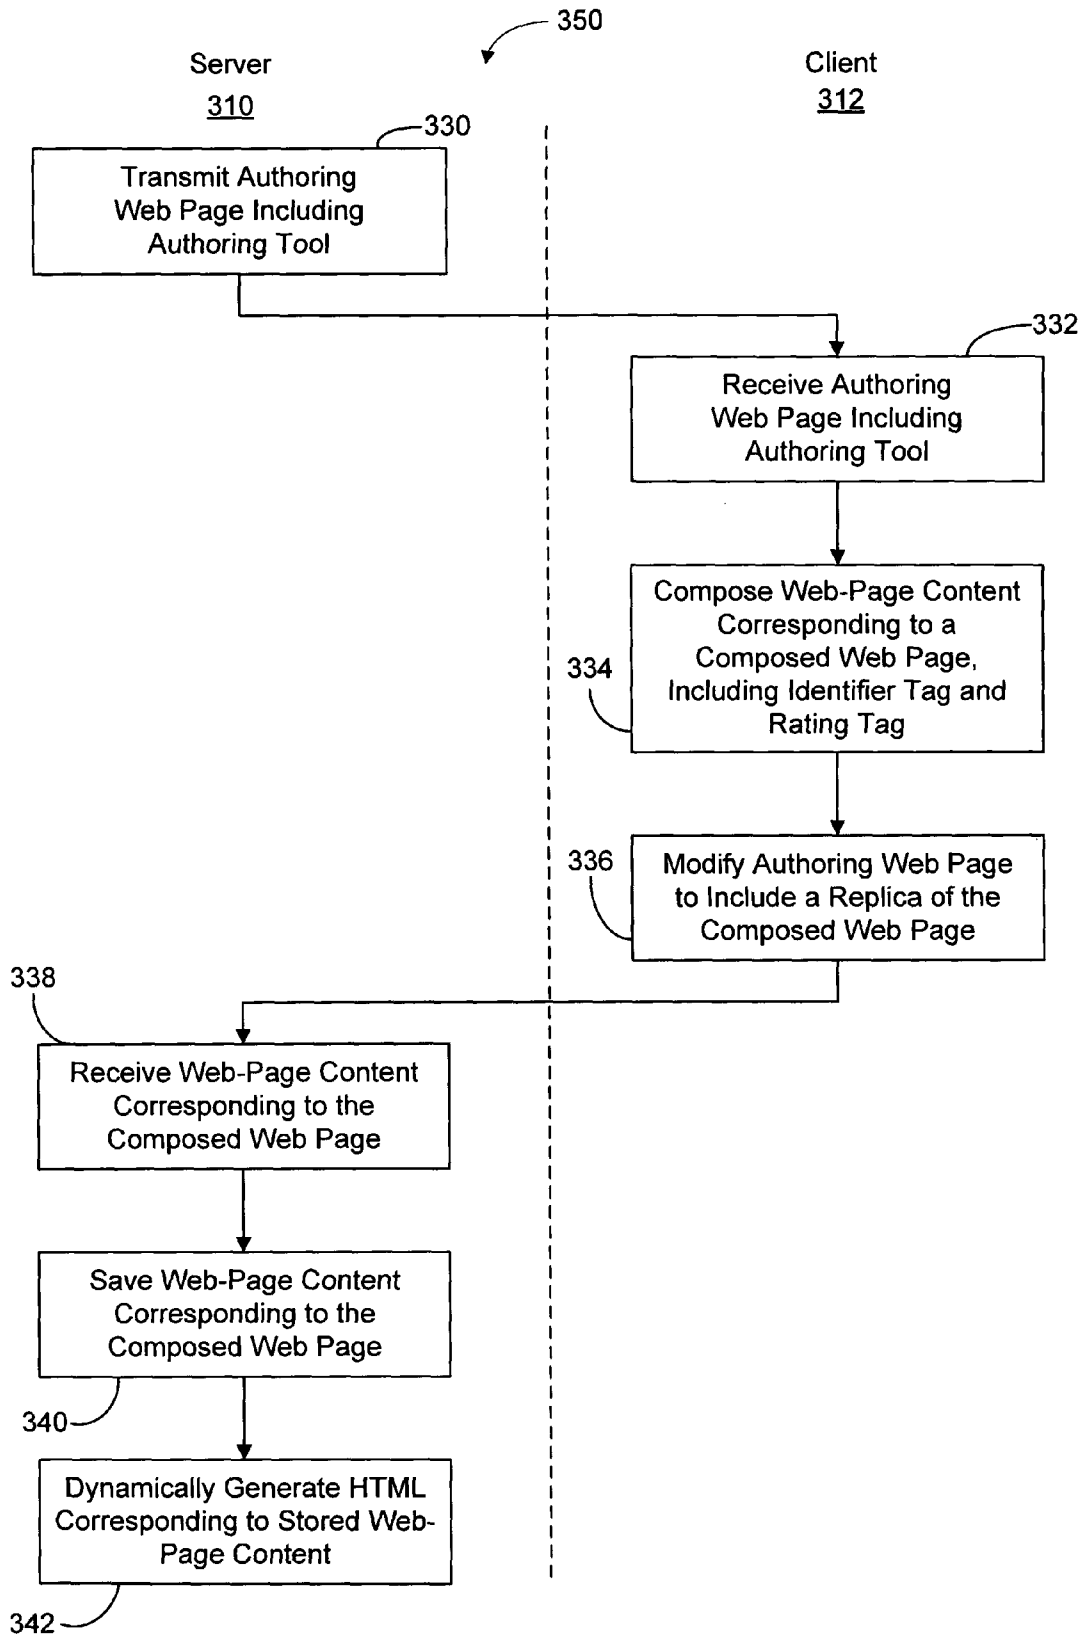 350
Server
310
Client
312
330
Transmit Authoring
Web Page Including
Authoring Tool
332
Receive Authoring
Web Page Including
Authoring Tool
334
Compose Web-Page Content
Corresponding to a
Composed Web Page,
Including Identifier Tag and
Rating Tag
336
Modify Authoring Web Page
to Include a Replica of the
Composed Web Page
338
Receive Web-Page Content
Corresponding to the
Composed Web Page
Save Web-Page Content
Corresponding to the
Composed Web Page
340
Dynamically Generate HTML
Corresponding to Stored Web-
Page Content
342